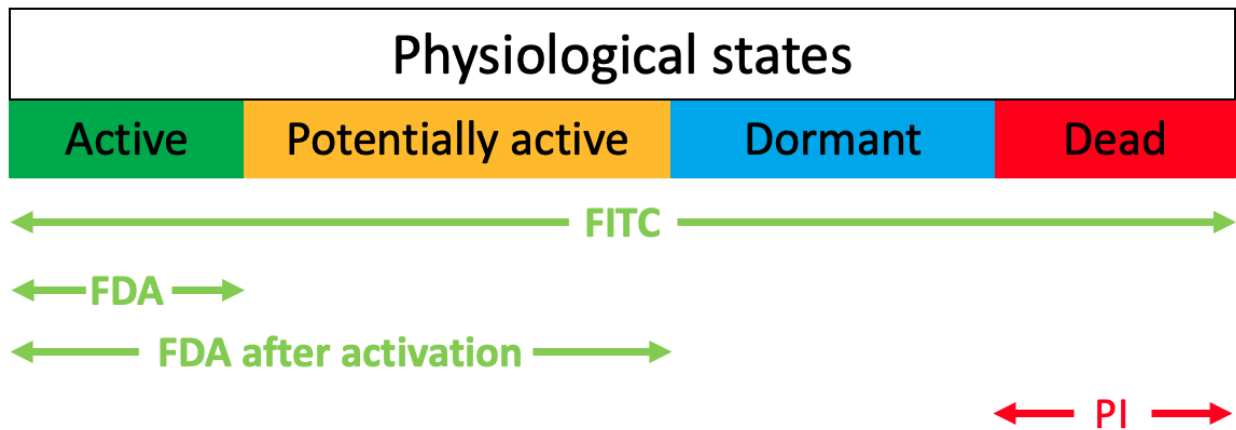 Physiological states
Active Potentially active Dormant Dead
FITC
FDA
FDA after activation
PI